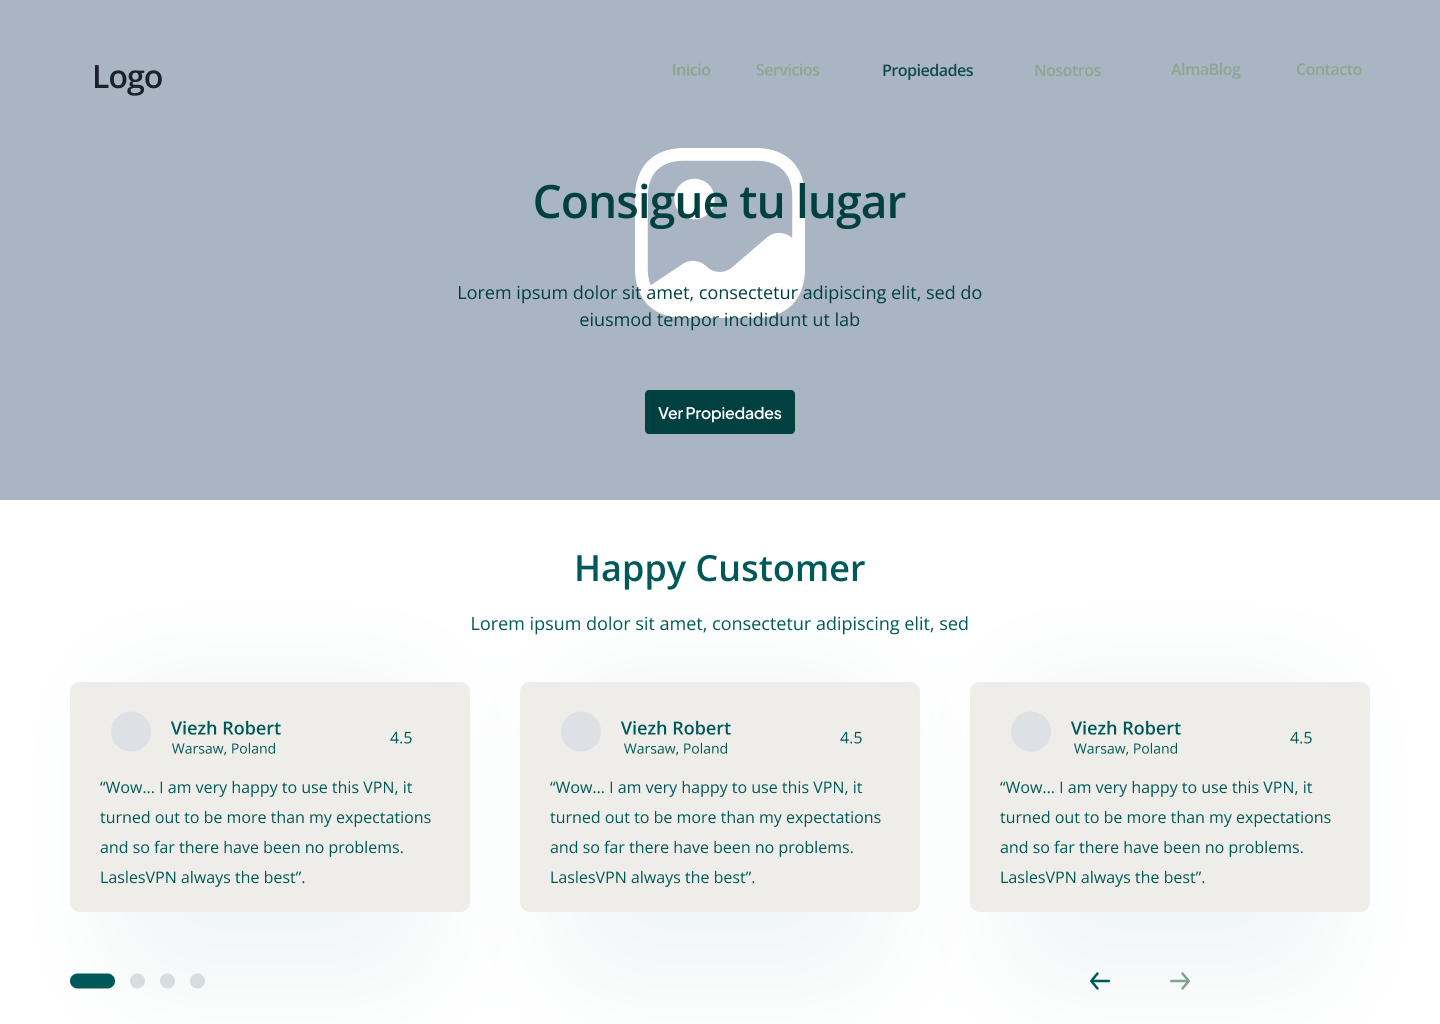 Logo
Inicio Servicios Propiedades Nosotros AlmaBlog Contacto
Consigue tu lugar
Lorem ipsum dolor sit amet, consectetur adipiscing elit, sed do
eiusmod tempor incididunt ut lab
Ver Propiedades
Happy Customer
Lorem ipsum dolor sit amet, consectetur adipiscing elit, sed
Viezh Robert
Warsaw, Poland
4.5
“Wow... I am very happy to use this VPN, it
turned out to be more than my expectations
and so far there have been no problems.
LaslesVPN always the best”.
Viezh Robert
Warsaw, Poland
4.5
“Wow... I am very happy to use this VPN, it
turned out to be more than my expectations
and so far there have been no problems.
LaslesVPN always the best”.
Viezh Robert
Warsaw, Poland
4.5
“Wow... I am very happy to use this VPN, it
turned out to be more than my expectations
and so far there have been no problems.
LaslesVPN always the best”.